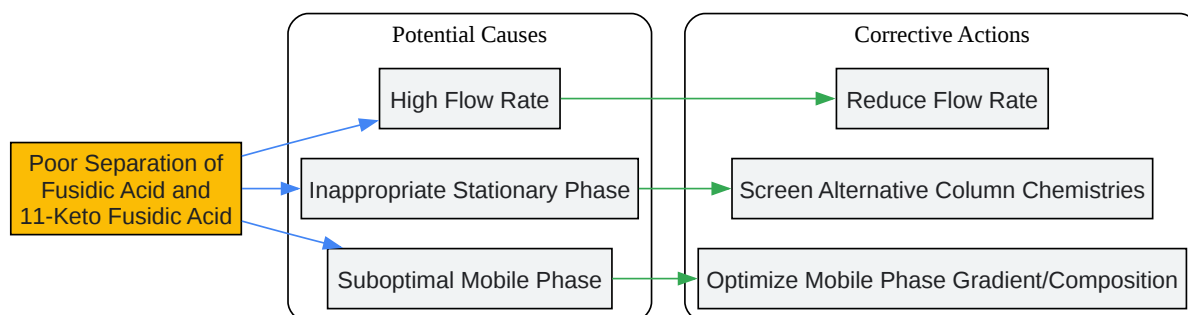 Potential Causes
Corrective Actions
High Flow Rate
Reduce Flow Rate
Poor Separation of
Fusidic Acid and
11-Keto Fusidic Acid
Inappropriate Stationary Phase
Screen Alternative Column Chemistries
Suboptimal Mobile Phase
Optimize Mobile Phase Gradient/Composition